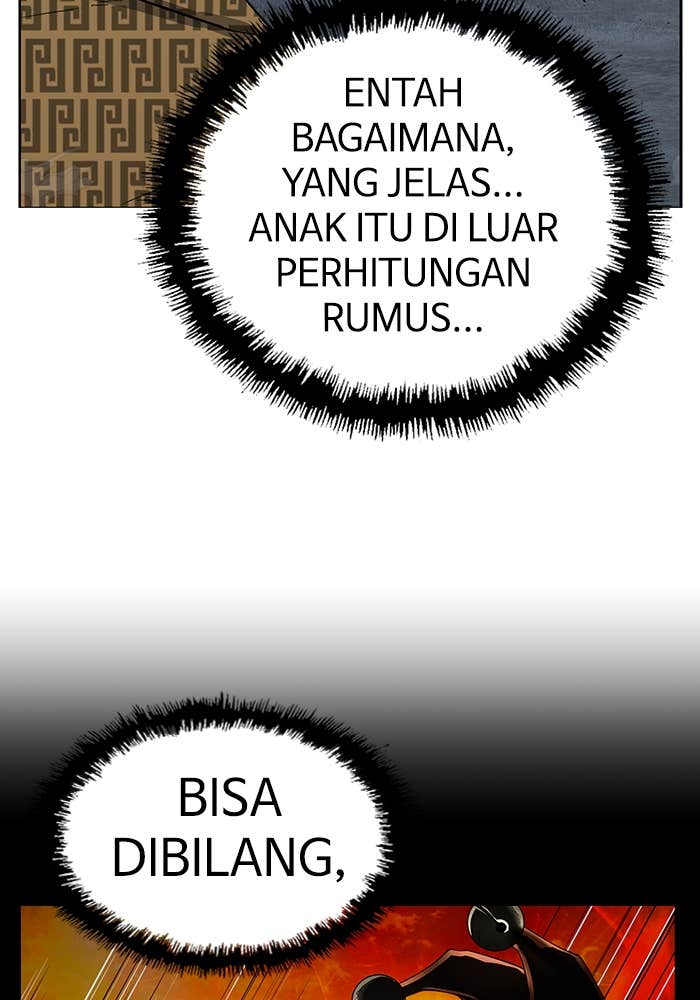 ENTAH
BAGAIMANA,
YANG JELAS...
ANAK ITU DI LUAR
PERHITUNGAN
RUMUS...
BISA
DIBILANG,